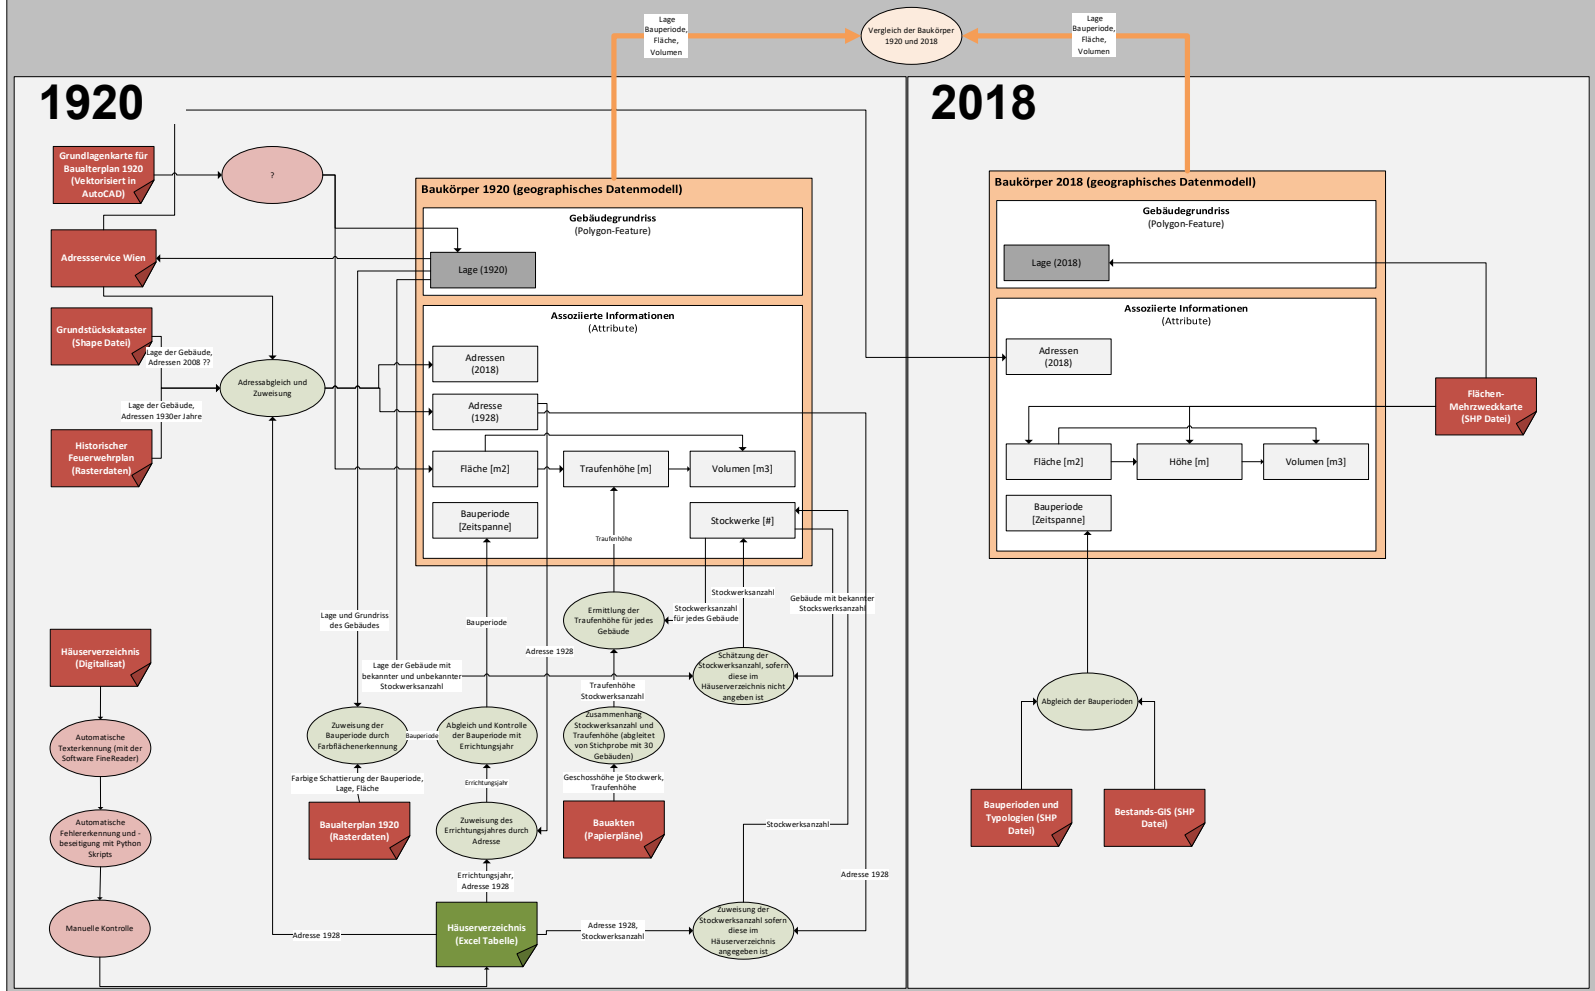 Lage
Bauperiode,
Fläche,
Volumen
Vergleich der Baukörper
1920 und 2018
Lage
Bauperiode,
Fläche,
Volumen
1920
2018
Grundlagenkarte für
Baualterplan 1920
(Vektorisiert in
AutoCAD)
?
Adressservice Wien
Grundstückskataster
(Shape Datei)
Lage der Gebäude,
Adressen 2008 ??
Adressabgleich und
Zuweisung
Lage der Gebäude,
Adressen 1930er Jahre
Historischer
Feuerwehrplan
(Rasterdaten)
Baukörper 1920 (geographisches Datenmodell)
Gebäudegrundriss
(Polygon-Feature)
Lage (1920)
Assoziierte Informationen
(Attribute)
Adressen
(2018)
Adresse
(1928)
Fläche [m2]
Traufenhöhe [m]
Volumen [m3]
Bauperiode
[Zeitspanne]
Stockwerke [#]
Traufenhöhe
Baukörper 2018 (geographisches Datenmodell)
Gebäudegrundriss
(Polygon-Feature)
Lage (2018)
Assoziierte Informationen
(Attribute)
Adressen
(2018)
Fläche [m2]
Höhe [m]
Volumen [m3]
Bauperiode
[Zeitspanne]
Flächen-
Mehrzweckkarte
(SHP Datei)
Lage und Grundriss
des Gebäudes
Bauperiode
Ermittlung der
Traufenhöhe für jedes
Gebäude
Stockwerksanzahl
für jedes Gebäude
Stockwerksanzahl
Gebäude mit bekannter
Stockswerksanzahl
Adresse 1928
Lage der Gebäude mit
bekannter und unbekannter
Stockwerksanzahl
Schätzung der
Stockwerksanzahl, sofern
diese im
Häuserverzeichnis nicht
angeben ist
Traufenhöhe
Stockwerksanzahl
Häuserverzeichnis
(Digitalisat)
Automatische
Texterkennung (mit der
Software FineReader)
Automatische
Fehlererkennung und -
beseitigung mit Python
Skripts
Manuelle Kontrolle
Zuweisung der
Bauperiode durch
Farbflächenerkennung
Bauperiode
Abgleich und Kontrolle
der Bauperiode mit
Errichtungsjahr
Zusammenhang
Stockwerksanzahl und
Traufenhöhe (abgleitet
von Stichprobe mit 30
Gebäuden)
Farbige Schattierung der Bauperiode,
Lage, Fläche
Errichtungsjahr
Geschosshöhe je Stockwerk,
Traufenhöhe
Baualterplan 1920
(Rasterdaten)
Zuweisung des
Errichtungsjahres durch
Adresse
Bauakten
(Papierpläne)
Stockwerksanzahl
Errichtungsjahr,
Adresse 1928
Adresse 1928
Adresse 1928
Häuserverzeichnis
(Excel Tabelle)
Adresse 1928,
Stockwerksanzahl
Zuweisung der
Stockwerksanzahl sofern
diese im
Häuserverzeichnis
angegeben ist
Abgleich der Bauperioden
Bauperioden und
Typologien (SHP
Datei)
Bestands-GIS (SHP
Datei)